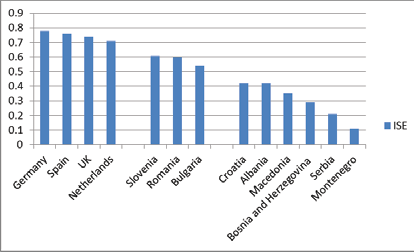 0.9
0.8
0.7
0.6
0.5
0.4
0.3
0.2
0.1
0
Germany
Spain
UK
Netherlands
Slovenia
Romania
Bulgaria
Croatia
Albania
Macedonia
Bosnia and Herzegovina
Serbia
Montenegro
ISE